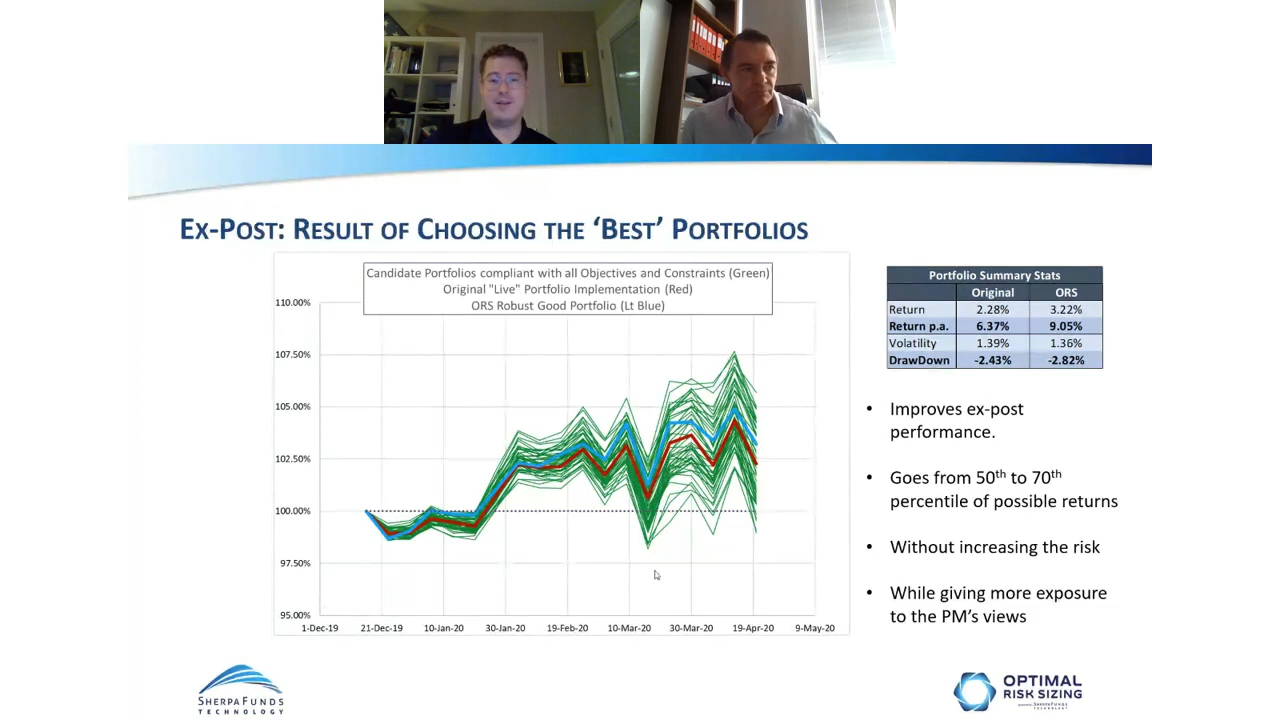 EX-POST: RESULT OF CHOOSING THE ‘BEST’ PORTFOLIOS
Candidate Portfolios compliant with all Objectives and Constraints (Green)
Original "Live" Portfolio Implementation (Red)
ORS Robust Good Portfolio (Lt Blue)
110.00%
107.50%
105.00%
102.50%
100.00%
97.50%
95.00%
1-Dec-19 21-Dec-19 10-Jan-20 30-Jan-20 19-Feb-20 10-Mar-20 30-Mar-20 19-Apr-20 9-May-20
Portfolio Summary Stats
Original ORS
Return 2.28% 3.22%
Return p.a. 6.37% 9.05%
Volatility 1.39% 1.36%
DrawDown -2.43% -2.82%
• Improves ex-post
performance.
• Goes from 50th to 70th
percentile of possible returns
• Without increasing the risk
• While giving more exposure
to the PM’s views
SHERPAFUNDS
TECHNOLOGY
OPTIMAL
RISK SIZING
SHERPAFUNDS